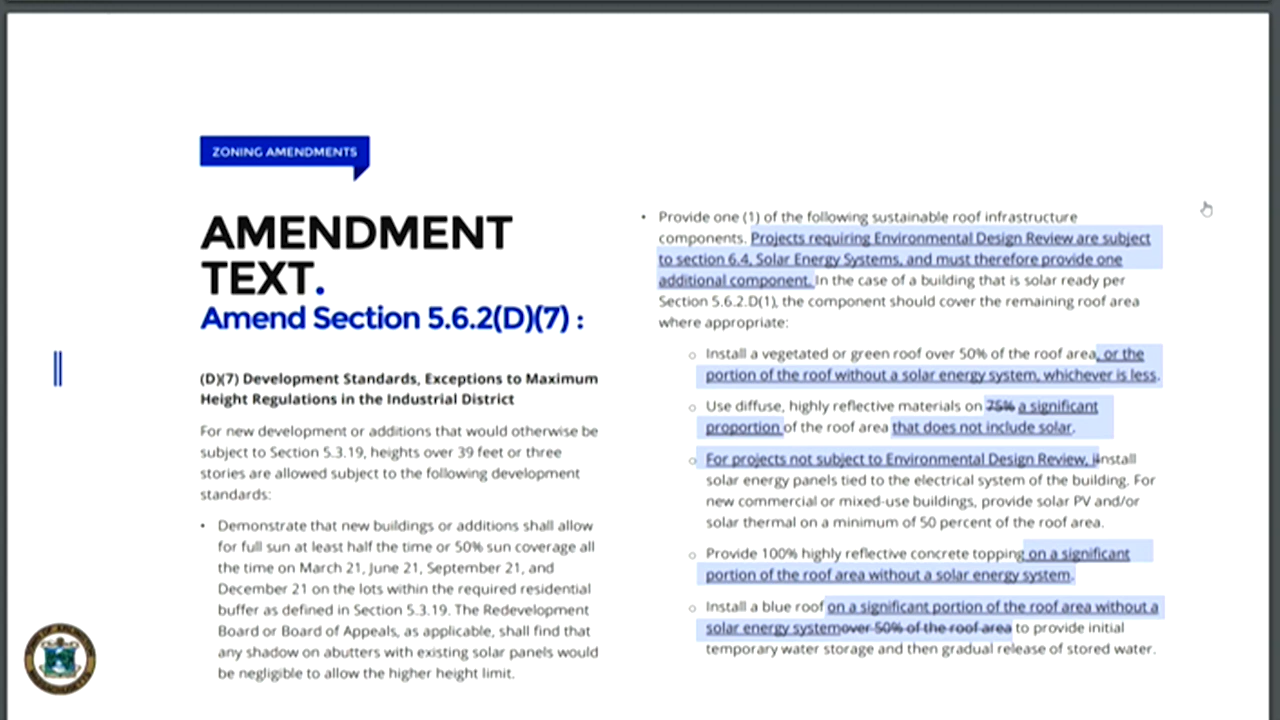 ZONING AMENDMENTS
AMENDMENT
TEXT.
Amend Section 5.6.2(D)(7) :
(D)(7) Development Standards, Exceptions to Maximum
Height Regulations in the Industrial District
For new development or additions that would otherwise be
subject to Section 5.3.19, heights over 39 feet or three
stories are allowed subject to the following development
standards:
• Demonstrate that new buildings or additions shall allow
for full sun at least half the time or 50% sun coverage all
the time on March 21, June 21, September 21, and
December 21 on the lots within the required residential
buffer as defined in Section 5.3.19. The Redevelopment
Board or Board of Appeals, as applicable, shall find that
any shadow on abutters with existing solar panels would
be negligible to allow the higher height limit.
• Provide one (1) of the following sustainable roof infrastructure
components. Projects requiring Environmental Design Review are subject
to section 6.4, Solar Energy Systems, and must therefore provide one
additional component. In the case of a building that is solar ready per
Section 5.6.2.D(1), the component should cover the remaining roof area
where appropriate:
○ Install a vegetated or green roof over 50% of the roof area, or the
portion of the roof without a solar energy system, whichever is less.
○ Use diffuse, highly reflective materials on 75% a significant
proportion of the roof area that does not include solar.
○ For projects not subject to Environmental Design Review, iInstall
solar energy panels tied to the electrical system of the building. For
new commercial or mixed-use buildings, provide solar PV and/or
solar thermal on a minimum of 50 percent of the roof area.
○ Provide 100% highly reflective concrete topping on a significant
portion of the roof area without a solar energy system.
○ Install a blue roof on a significant portion of the roof area without a
solar energy systemover 50% of the roof area to provide initial
temporary water storage and then gradual release of stored water.